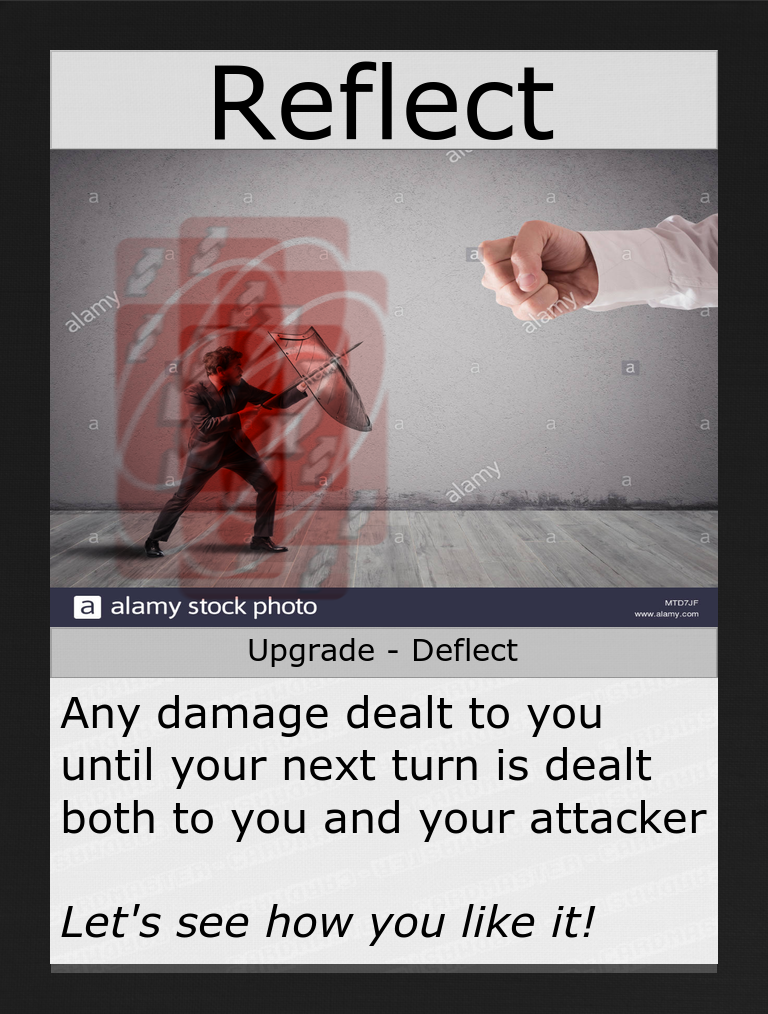 Reflect
alamy
alamy
alamy
alamy
a alamy stock photo
MTD7JF
www.alamy.com
Upgrade - Deflect
Any damage dealt to you
until your next turn is dealt
both to you and your attacker
Let's see how you like it!